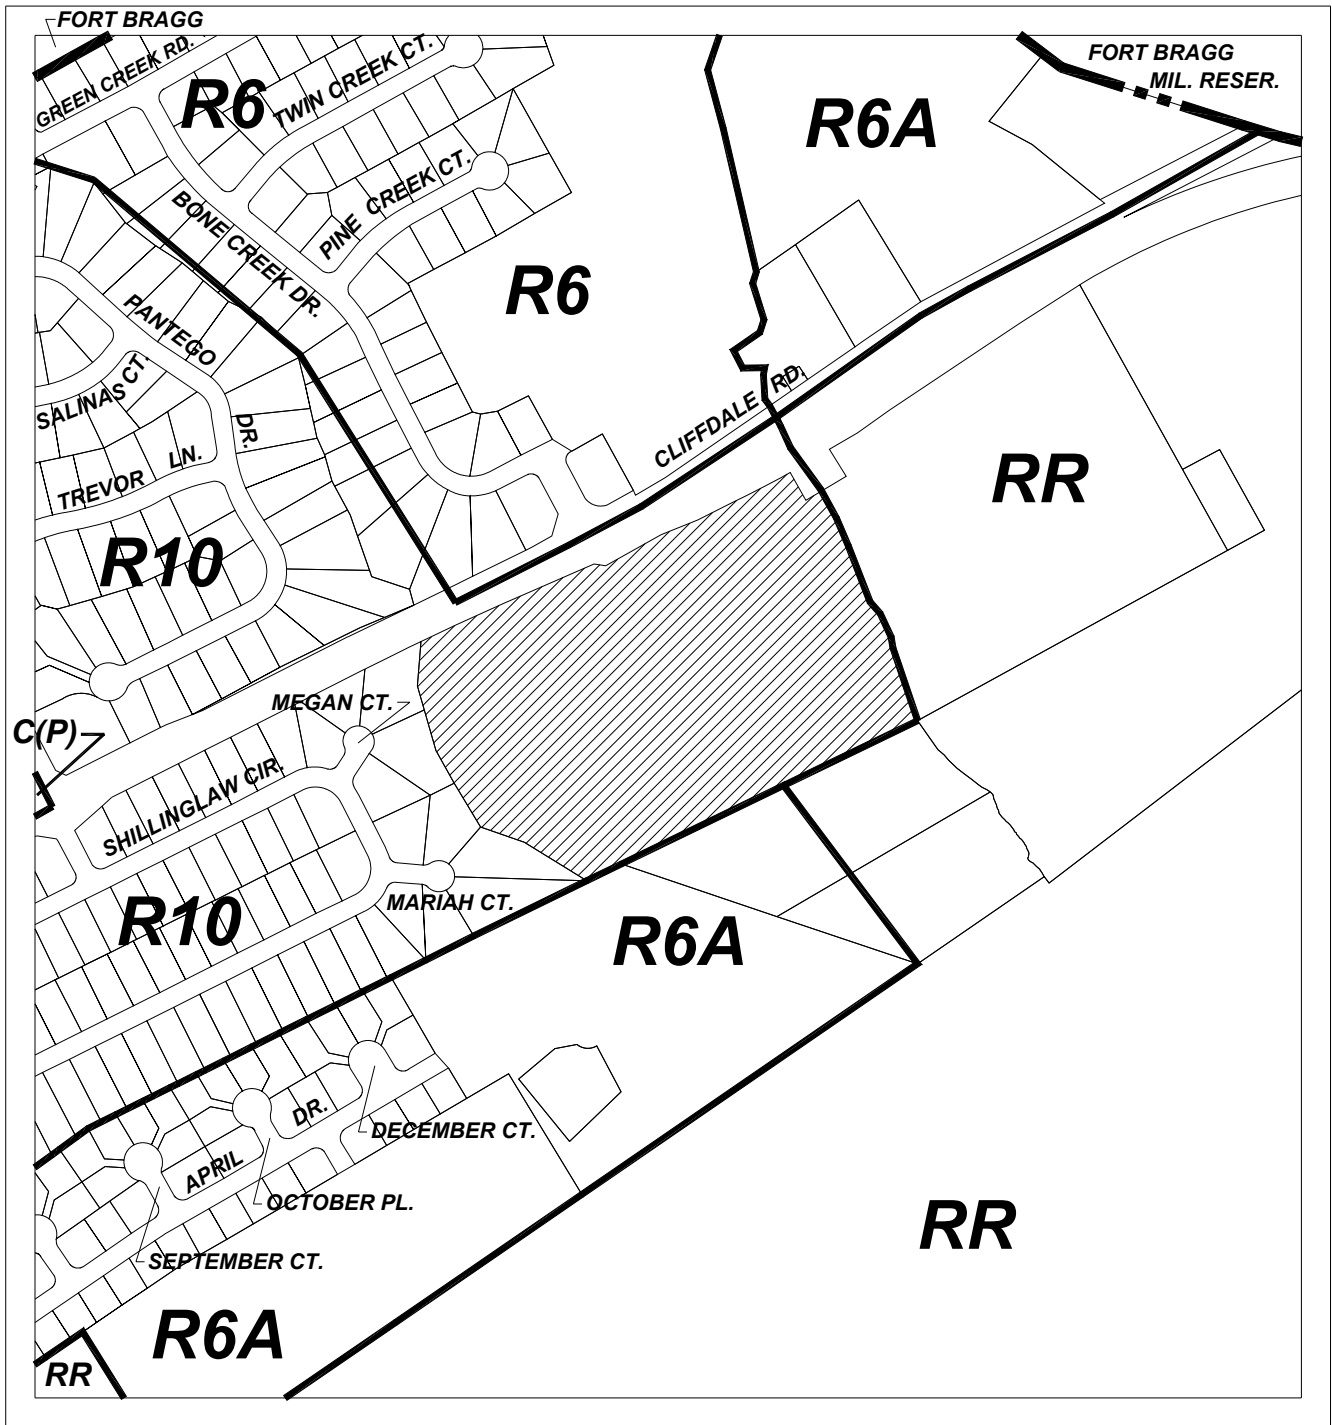 FORT BRAGG
GREEN CREEK RD.
R6
TWIN CREEK CT.
R6A
FORT BRAGG
MIL. RESER.
BONE CREEK DR.
PINE CREEK CT.
R6
PANTEGO DR.
SALINAS CT.
TREVOR LN.
CLIFFDALE RD.
RR
R10
MEGAN CT.
C(P)
SHILLINGLAW CIR.
R10
MARIAH CT.
R6A
APRIL DR.
DECEMBER CT.
OCTOBER PL.
SEPTEMBER CT.
RR
R6A
RR